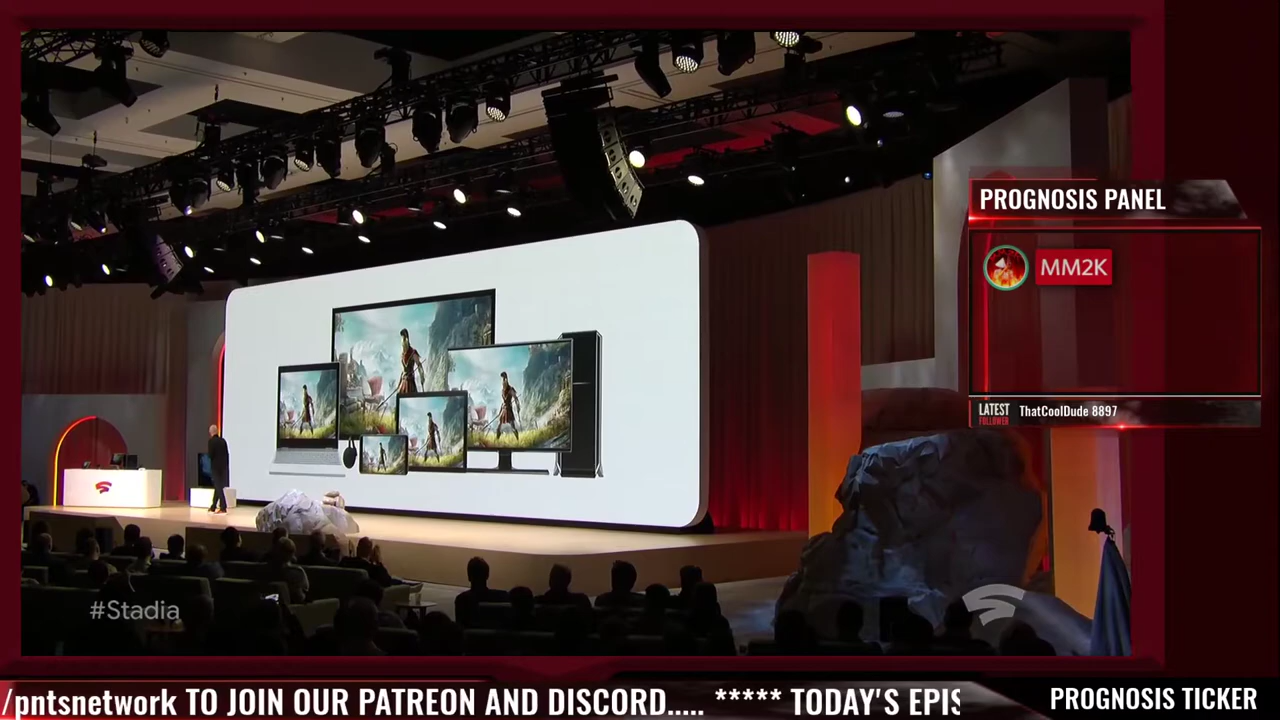 PROGNOSIS PANEL
MM2K
LATEST
FOLLOWER
ThatCoolDude 8897
#Stadia
/pntsnetwork TO JOIN OUR PATREON AND DISCORD..... ***** TODAY'S EPIS
PROGNOSIS TICKER